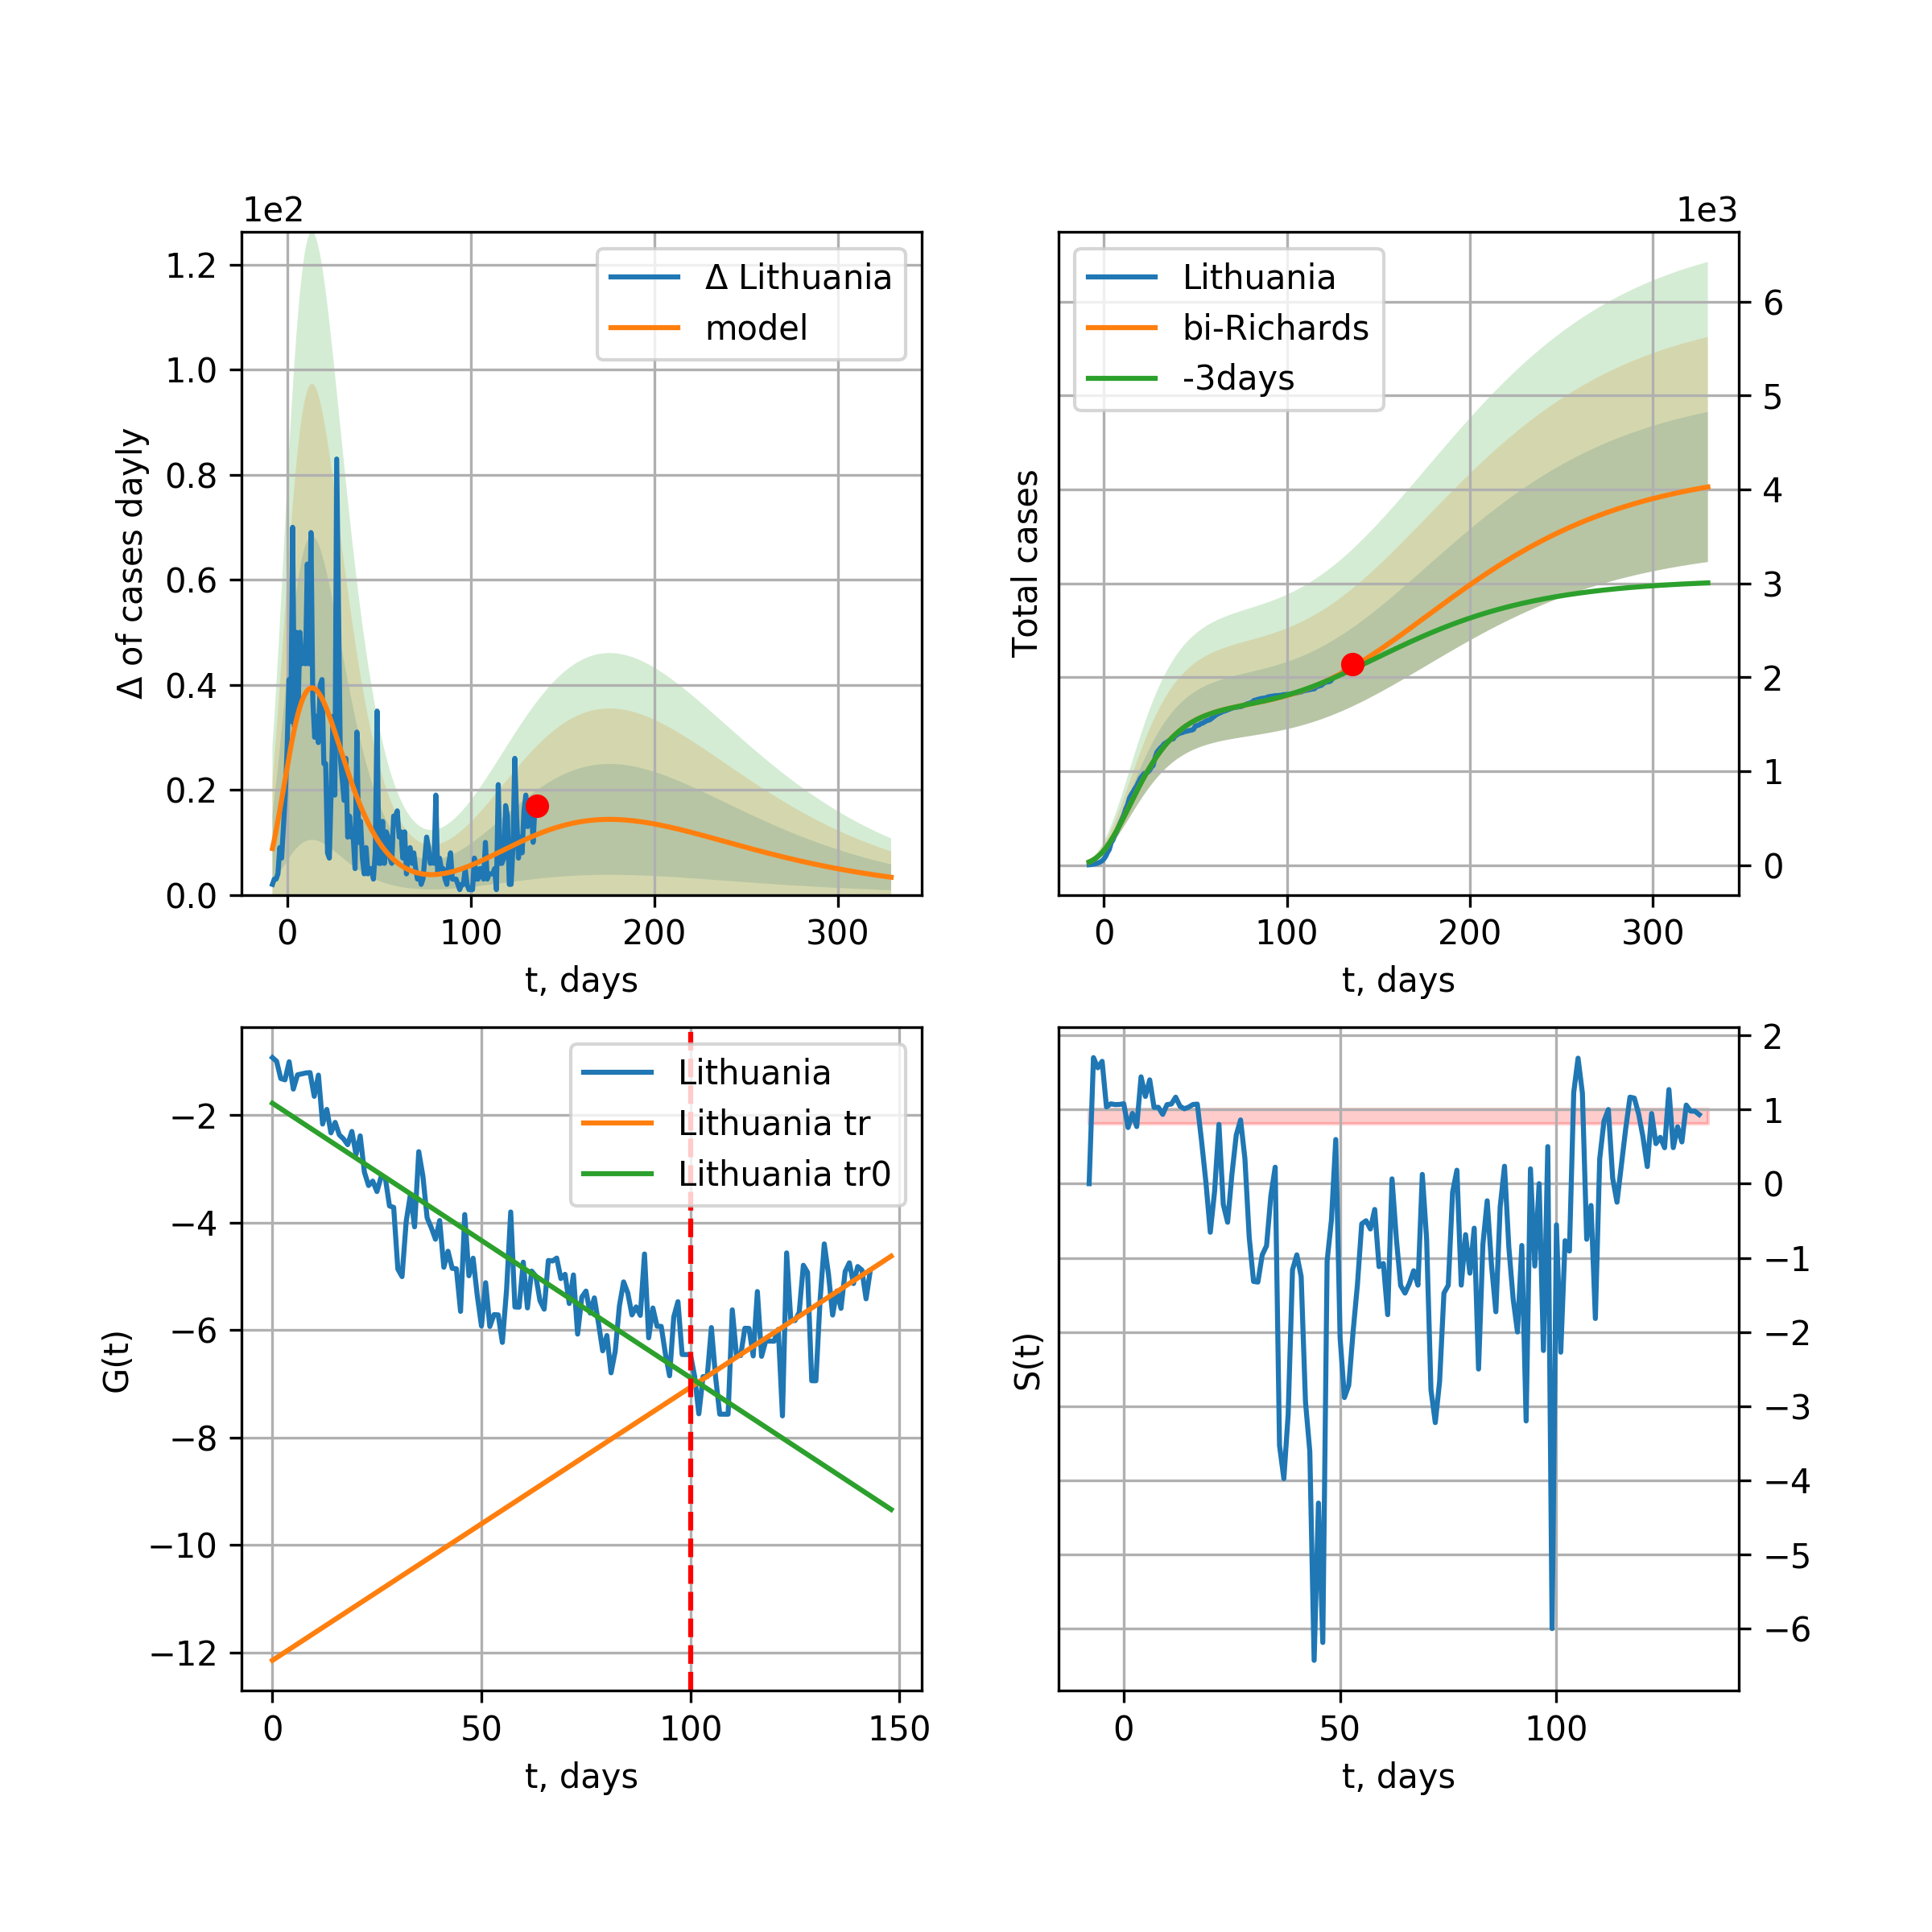 1e2
Δ of cases dayly
1.2
1.0
0.8
0.6
0.4
0.2
0.0
Δ Lithuania
model
0 100 200 300
t, days
1e3
Total cases
Lithuania
bi-Richards
-3days
6
5
4
3
2
1
0
0 100 200 300
t, days
G(t)
−2
−4
−6
−8
−10
−12
Lithuania
Lithuania tr
Lithuania tr0
0 50 100 150
t, days
S(t)
2
1
0
−1
−2
−3
−4
−5
−6
0 50 100
t, days